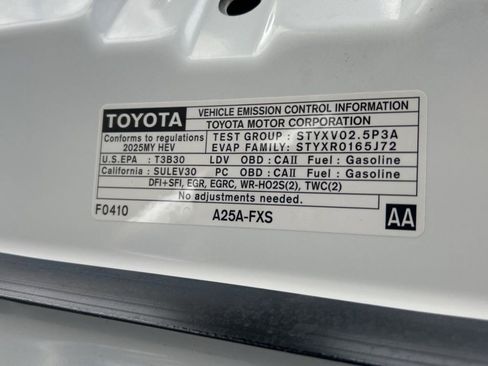 TOYOTA
VEHICLE EMISSION CONTROL INFORMATION
TOYOTA MOTOR CORPORATION
Conforms to regulations
2025MY HEV
TEST GROUP : STYXV02.5P3A
EVAP FAMILY: STYXR0165J72
U.S.EPA : T3B30 LDV OBD : CAII Fuel : Gasoline
California : SULEV30 PC OBD : CAII Fuel : Gasoline
DFI+SFI, EGR, EGRC, WR-HO2S(2), TWC(2)
No adjustments needed.
F0410 A25A-FXS AA